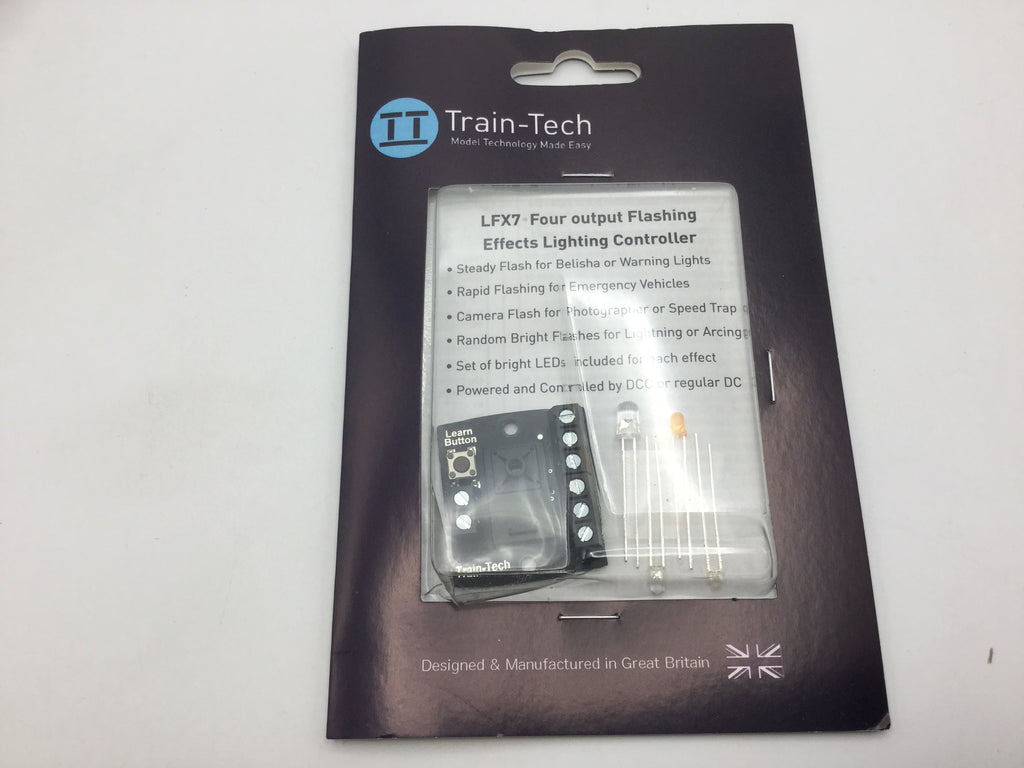 TT
Train-Tech
Model Technology Made Easy
LFX7 Four output Flashing
Effects Lighting Controller
• Steady Flash for Belisha or Warning Lights
• Rapid Flashing for Emergency Vehicles
• Camera Flash for Photographer or Speed Trap
• Random Bright Flashes for Lightning or Arcing
• Set of bright LEDs included for each effect
• Powered and Controlled by DCC or regular DC
Learn
Button
Train-Tech
Designed & Manufactured in Great Britain